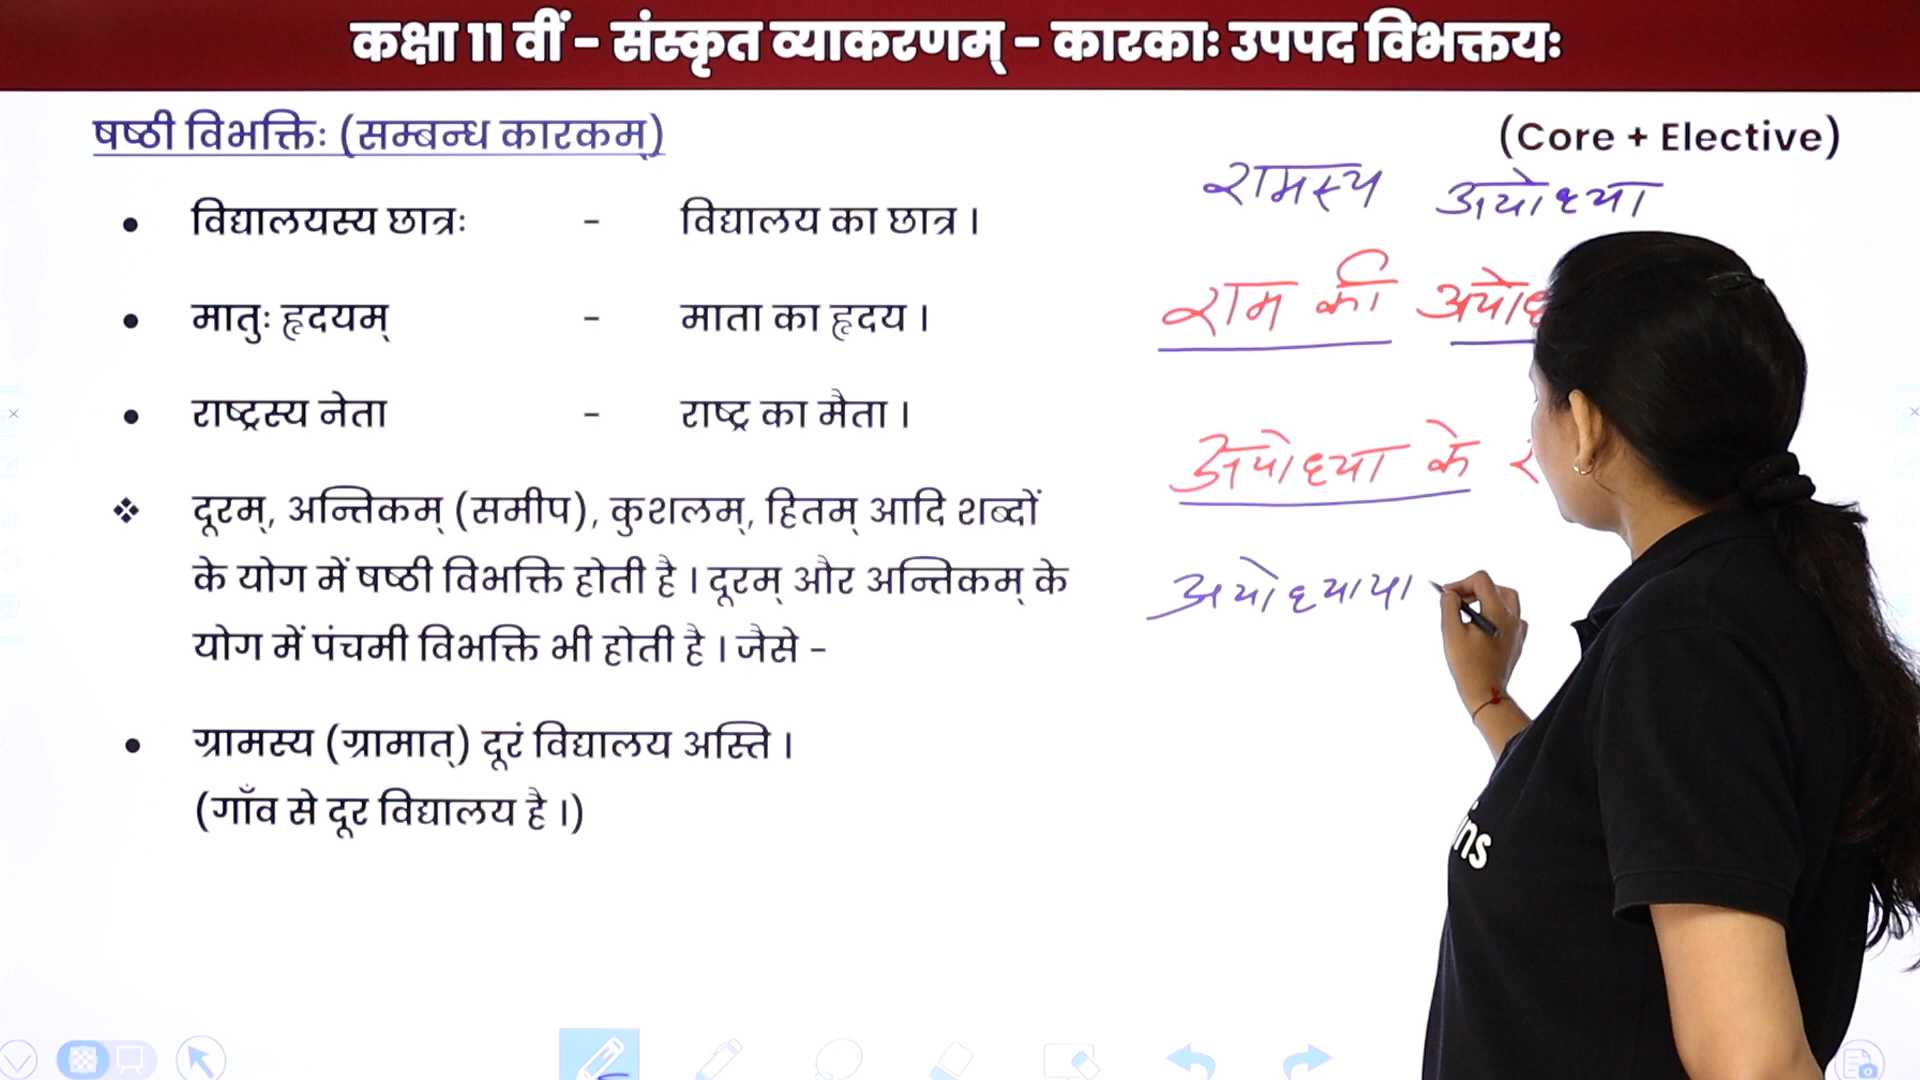 कक्षा 11 वीं - संस्कृत व्याकरणम् - कारकाः उपपद विभक्तयः
षष्ठी विभक्तिः (सम्बन्ध कारकम्)
(Core + Elective)
विद्यालयस्य छात्रः - विद्यालय का छात्र ।
मातुः हृदयम् - माता का हृदय ।
राष्ट्रस्य नेता - राष्ट्र का मैता ।
दूरम्, अन्तिकम् (समीप), कुशलम्, हितम् आदि शब्दों
के योग में षष्ठी विभक्ति होती है । दूरम् और अन्तिकम् के
योग में पंचमी विभक्ति भी होती है । जैसे -
ग्रामस्य (ग्रामात्) दूरं विद्यालय अस्ति ।
(गाँव से दूर विद्यालय है ।)
रामस्य अयोध्या
राम की
अयोध्या के
अयोध्याया